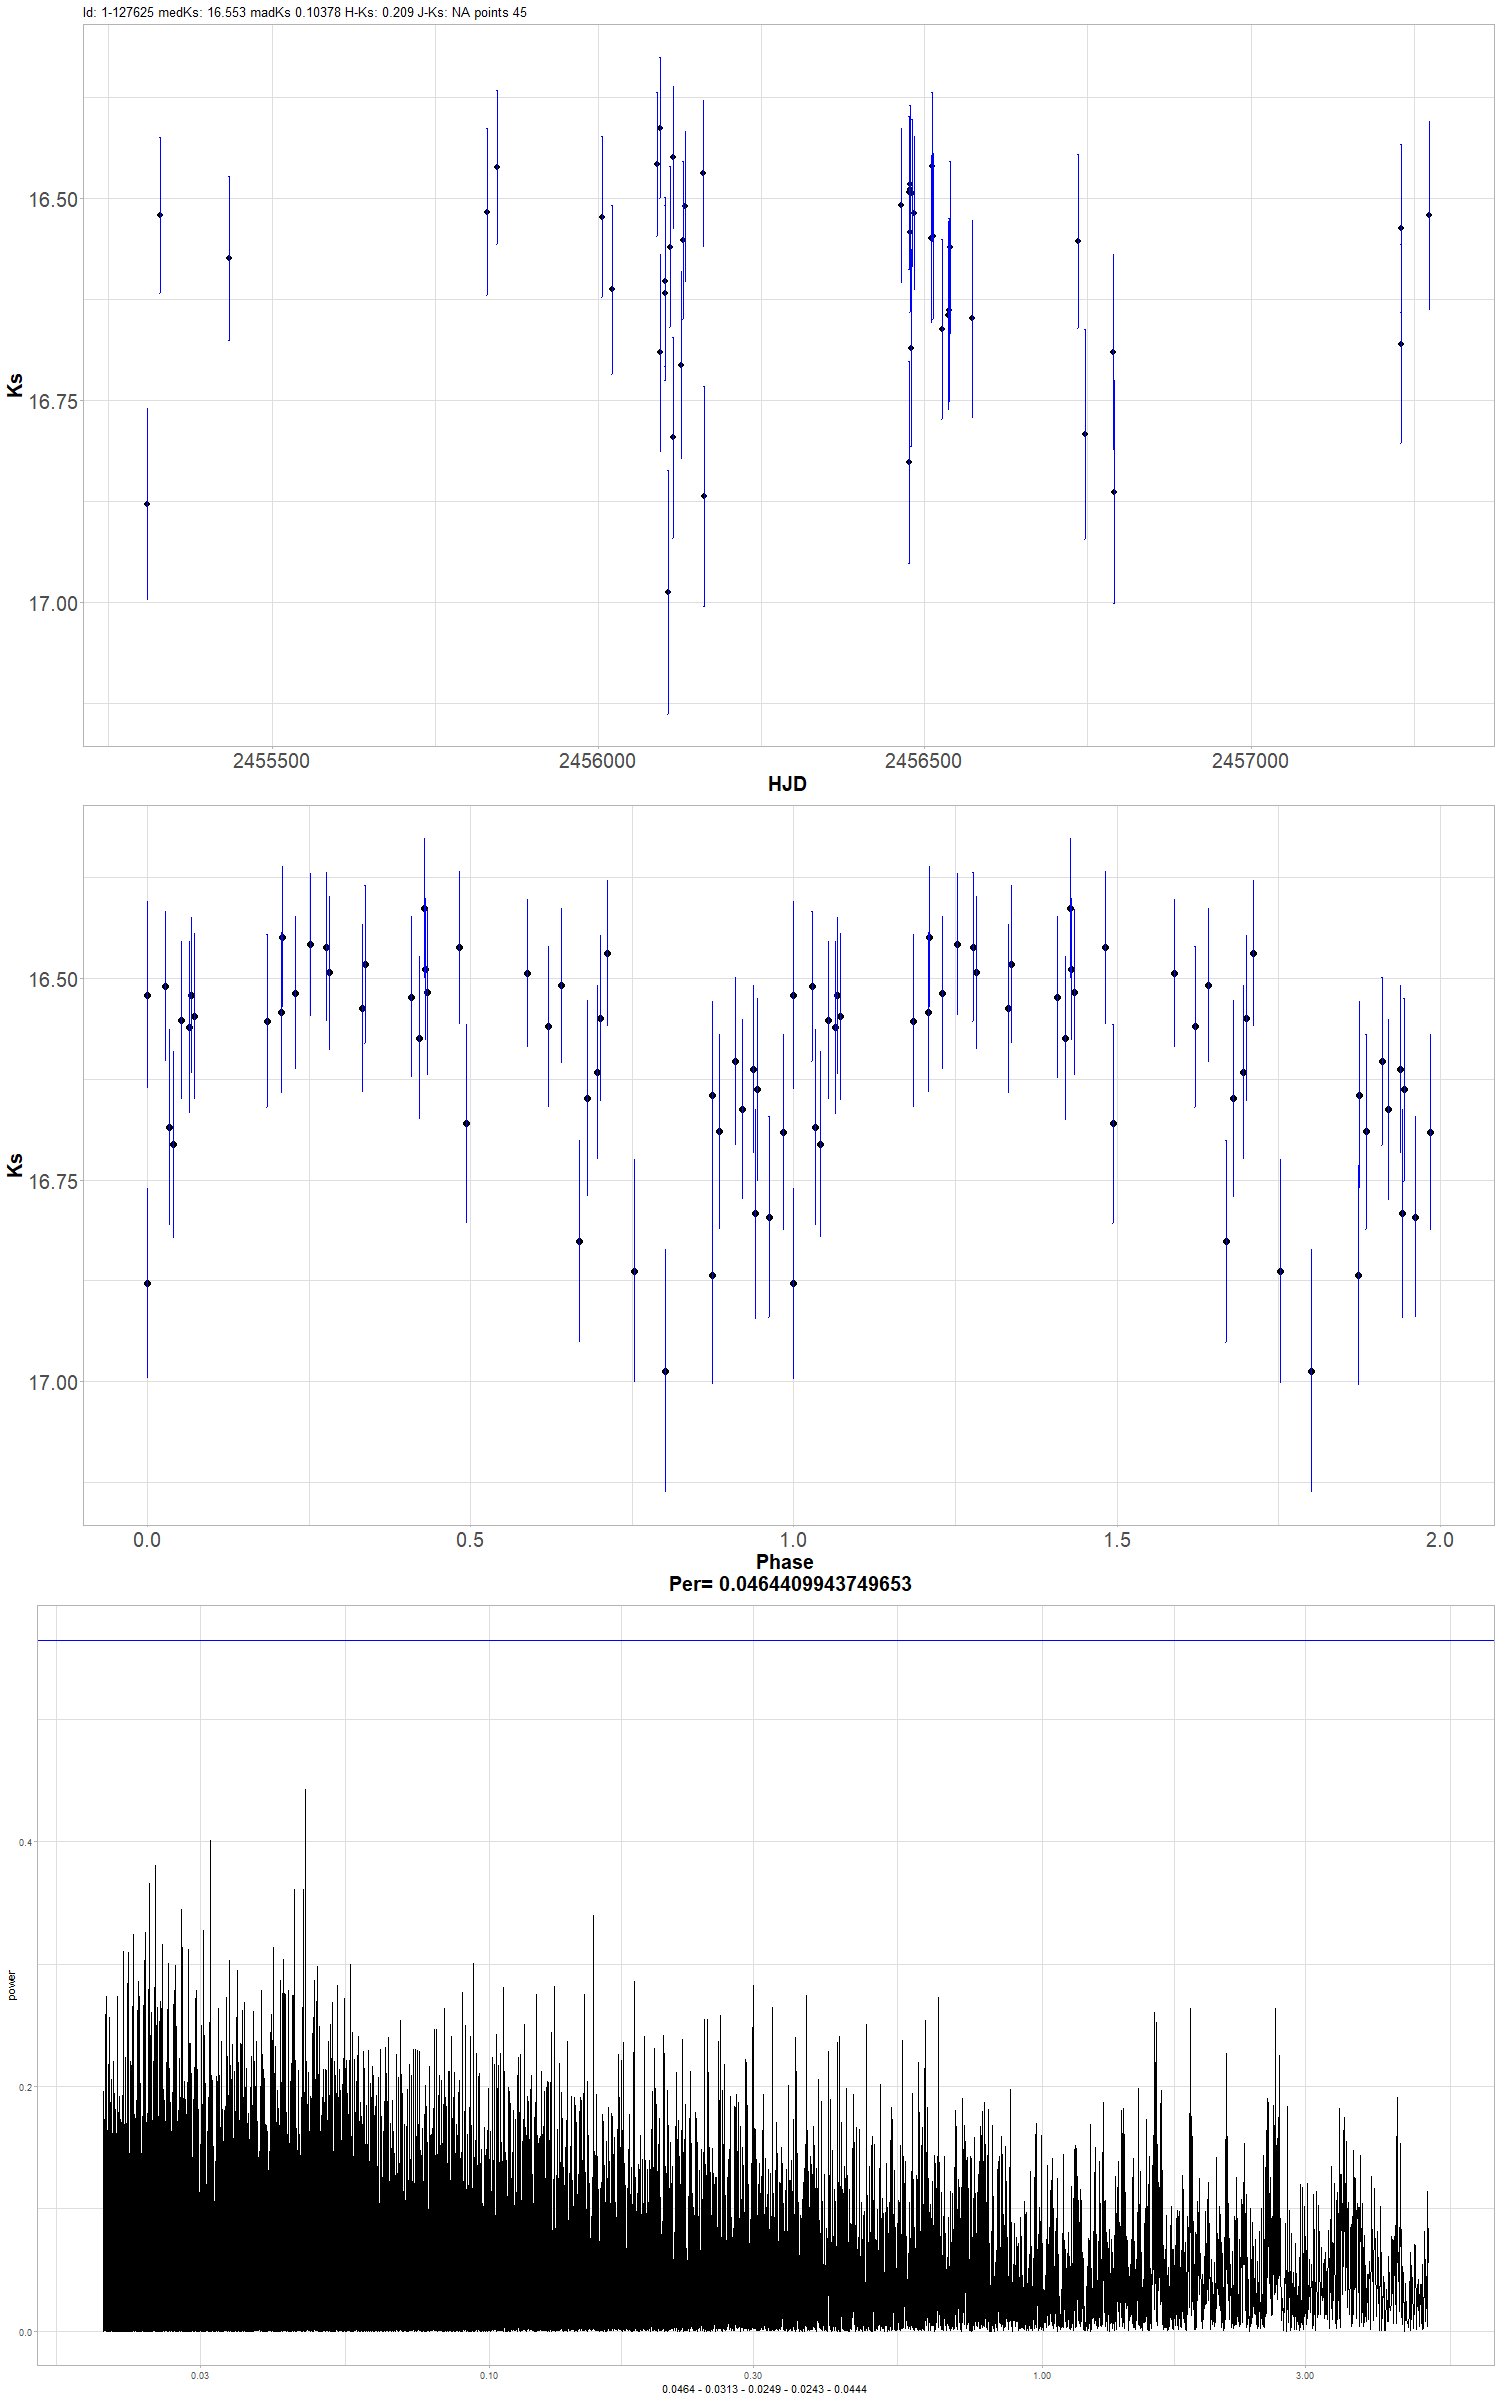 Id: 1-127625 medKs: 16.553 madKs 0.10378 H-Ks: 0.209 J-Ks: NA points 45
16.50
16.75
17.00
Ks
2455500 2456000 2456500 2457000
HJD
16.50
16.75
17.00
Ks
0.0 0.5 1.0 1.5 2.0
Phase
Per= 0.0464409943749653
0.4
0.2
0.0
power
0.03 0.10 0.30 1.00 3.00
0.0464 - 0.0313 - 0.0249 - 0.0243 - 0.0444